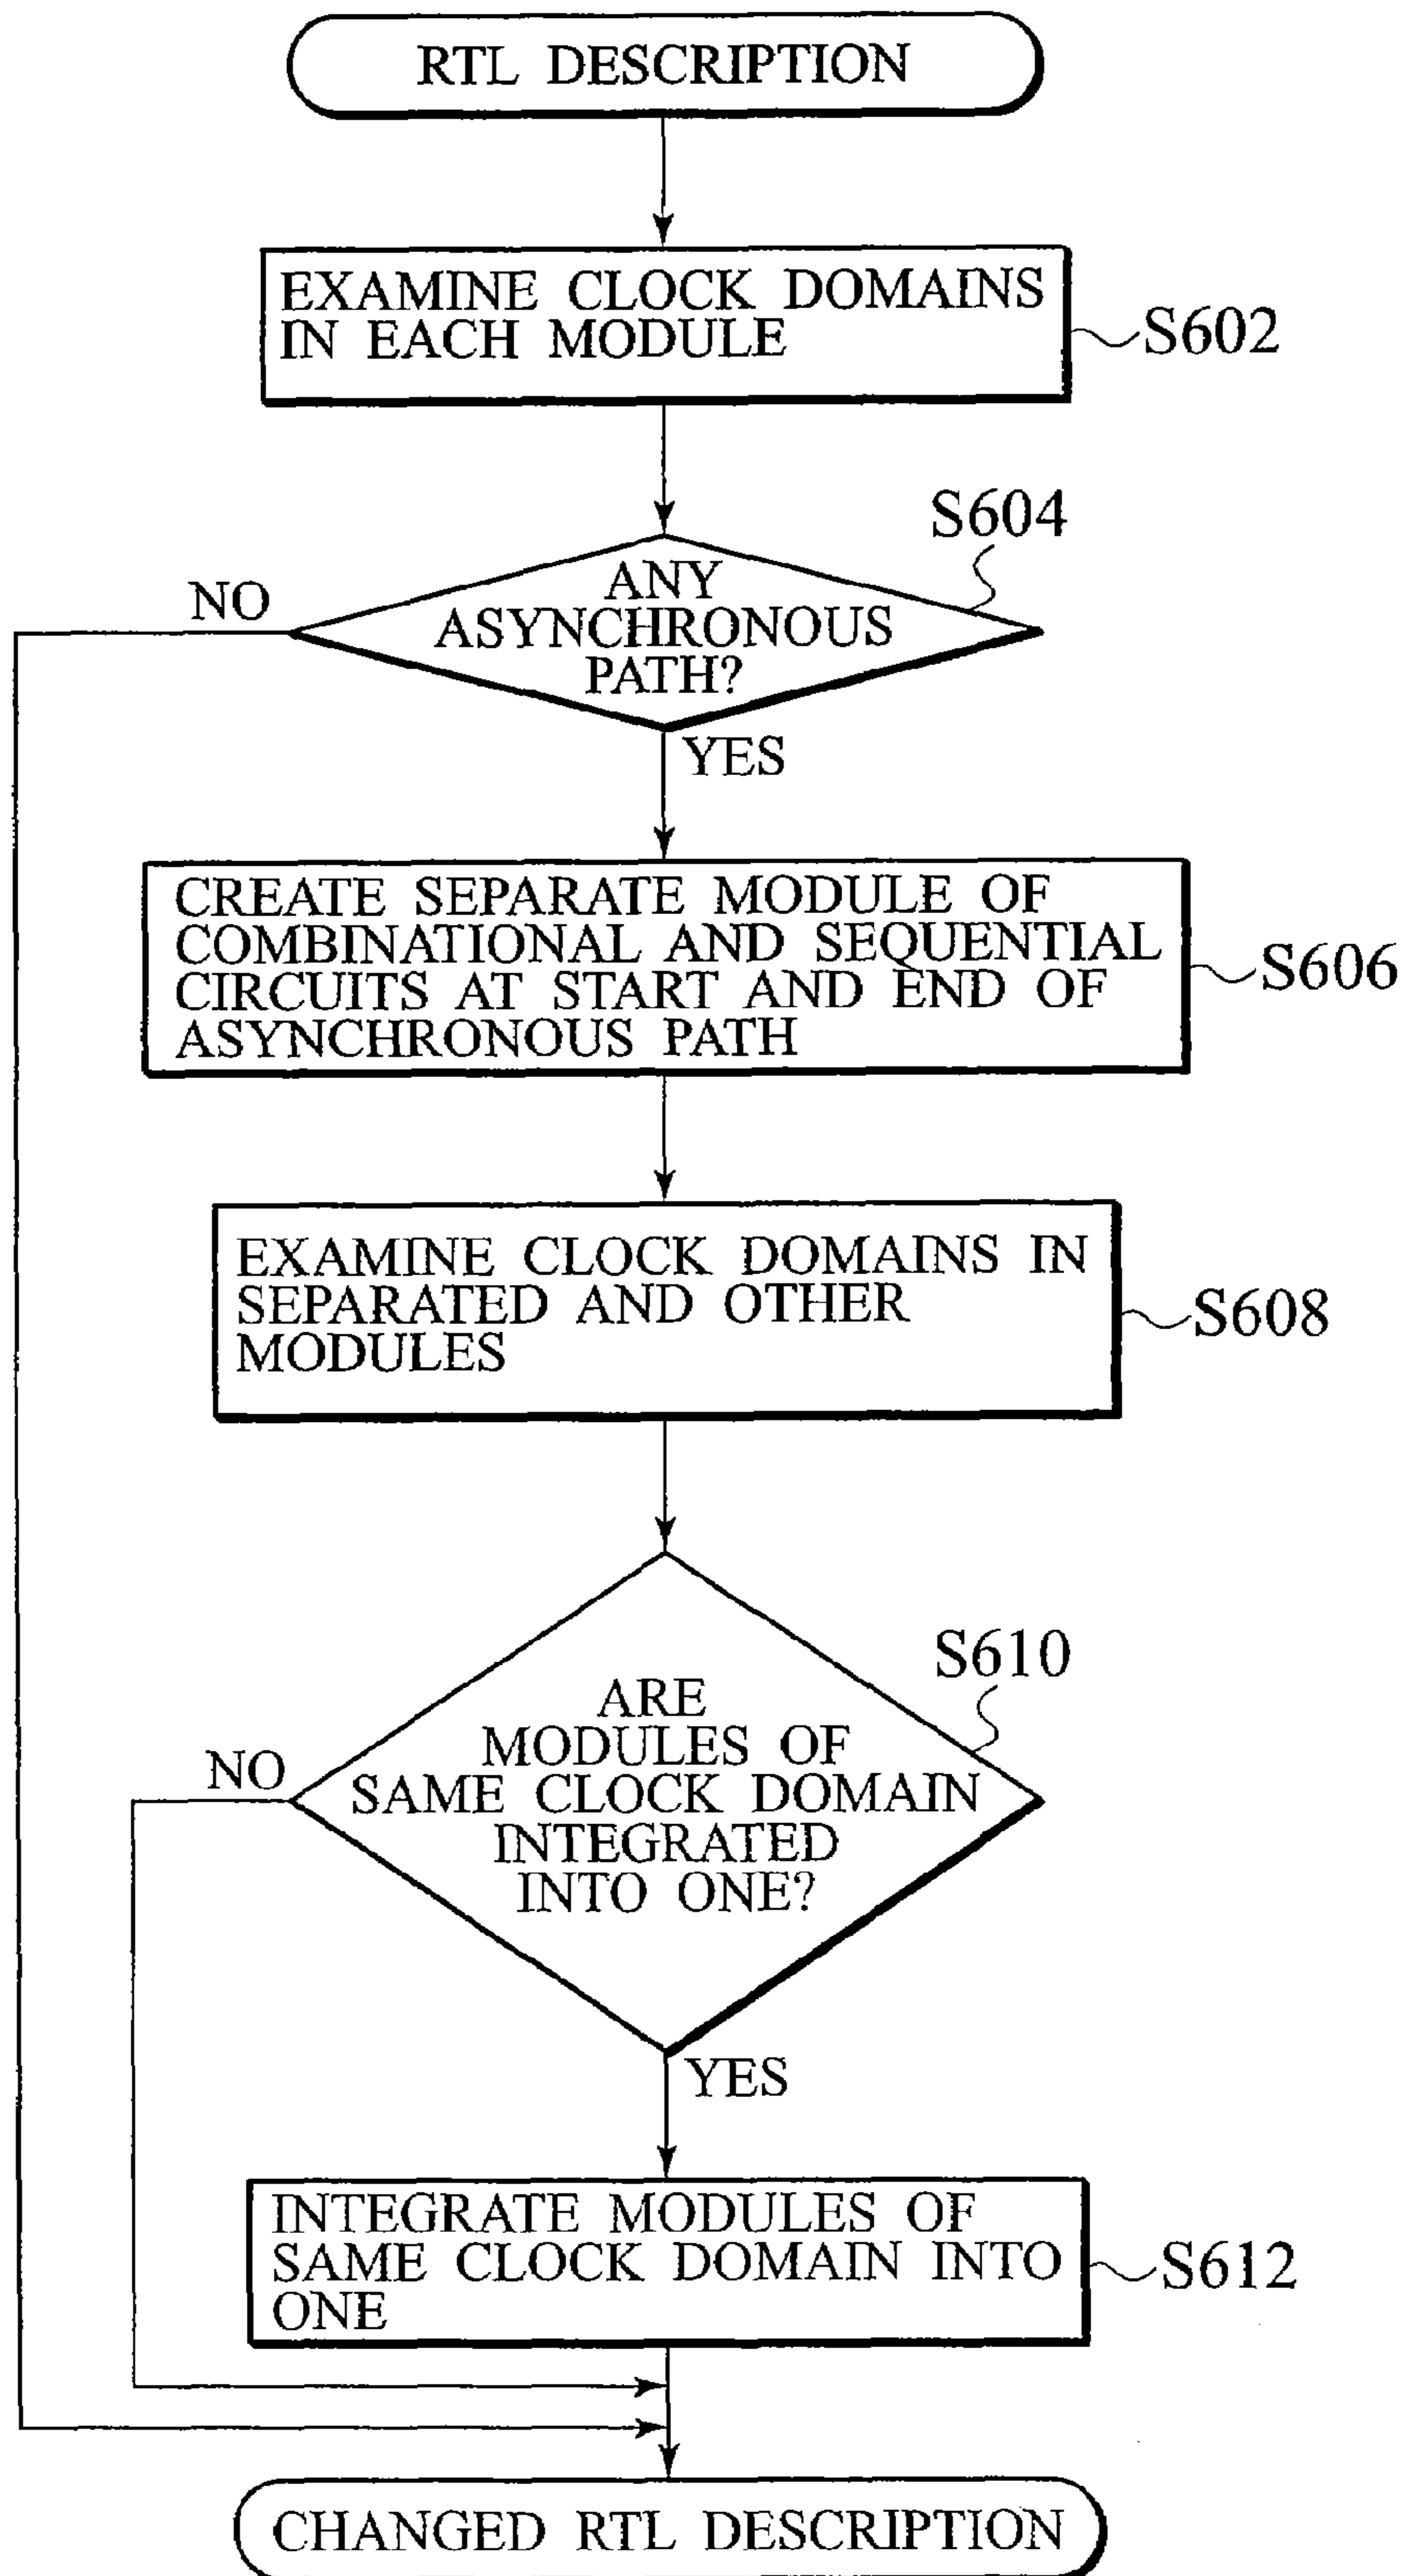 RTL DESCRIPTION
EXAMINE CLOCK DOMAINS
IN EACH MODULE
S602
S604
NO
ANY
ASYNCHRONOUS
PATH?
YES
CREATE SEPARATE MODULE OF
COMBINATIONAL AND SEQUENTIAL
CIRCUITS AT START AND END OF
ASYNCHRONOUS PATH
S606
EXAMINE CLOCK DOMAINS IN
SEPARATED AND OTHER
MODULES
S608
S610
NO
ARE
MODULES OF
SAME CLOCK DOMAIN
INTEGRATED
INTO ONE?
YES
INTEGRATE MODULES OF
SAME CLOCK DOMAIN INTO
ONE
S612
CHANGED RTL DESCRIPTION